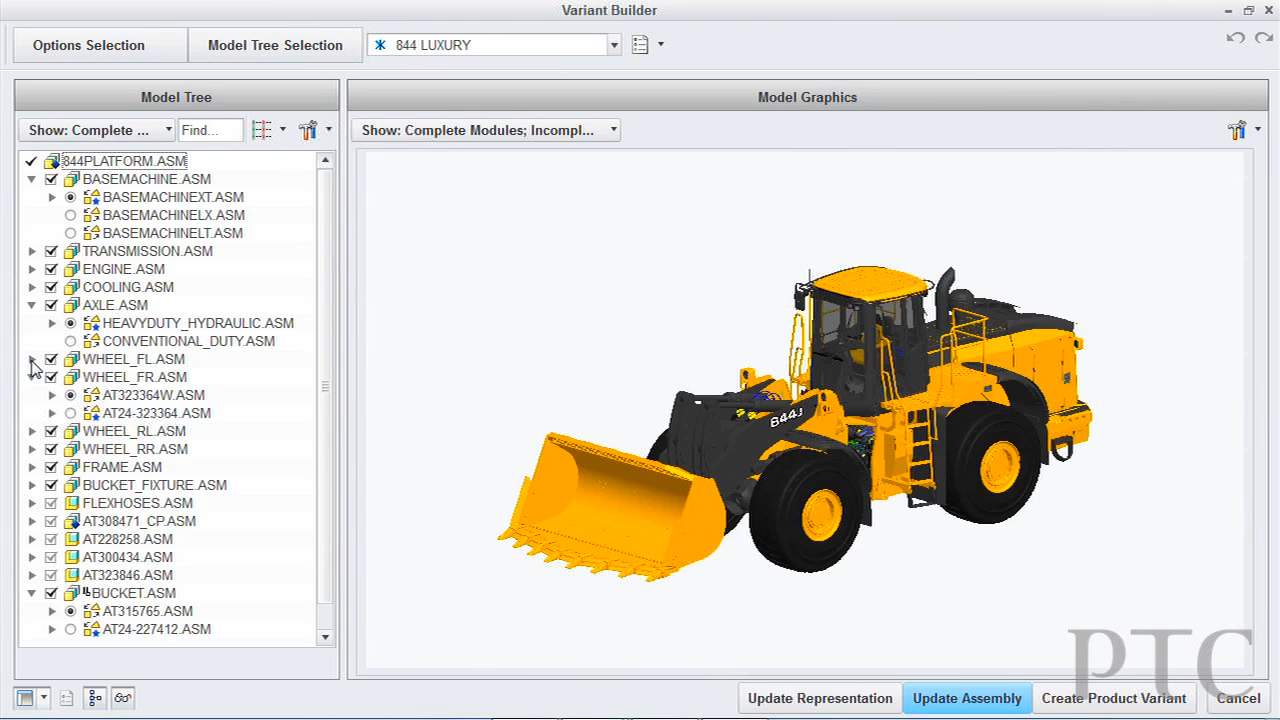 Variant Builder
Options Selection
Model Tree Selection
844 LUXURY
Model Tree
Model Graphics
Show: Complete ...
Find...
Show: Complete Modules; Incompl...
844PLATFORM.ASM
BASEMACHINE.ASM
BASEMACHINEXT.ASM
BASEMACHINELX.ASM
BASEMACHINELT.ASM
TRANSMISSION.ASM
ENGINE.ASM
COOLING.ASM
AXLE.ASM
HEAVYDUTY_HYDRAULIC.ASM
CONVENTIONAL_DUTY.ASM
WHEEL_FL.ASM
WHEEL_FR.ASM
AT323364W.ASM
AT24-323364.ASM
WHEEL_RL.ASM
WHEEL_RR.ASM
FRAME.ASM
BUCKET_FIXTURE.ASM
FLEXHOSES.ASM
AT308471_CP.ASM
AT228258.ASM
AT300434.ASM
AT323846.ASM
BUCKET.ASM
AT315765.ASM
AT24-227412.ASM
844J
PTC
Update Representation
Update Assembly
Create Product Variant
Cancel